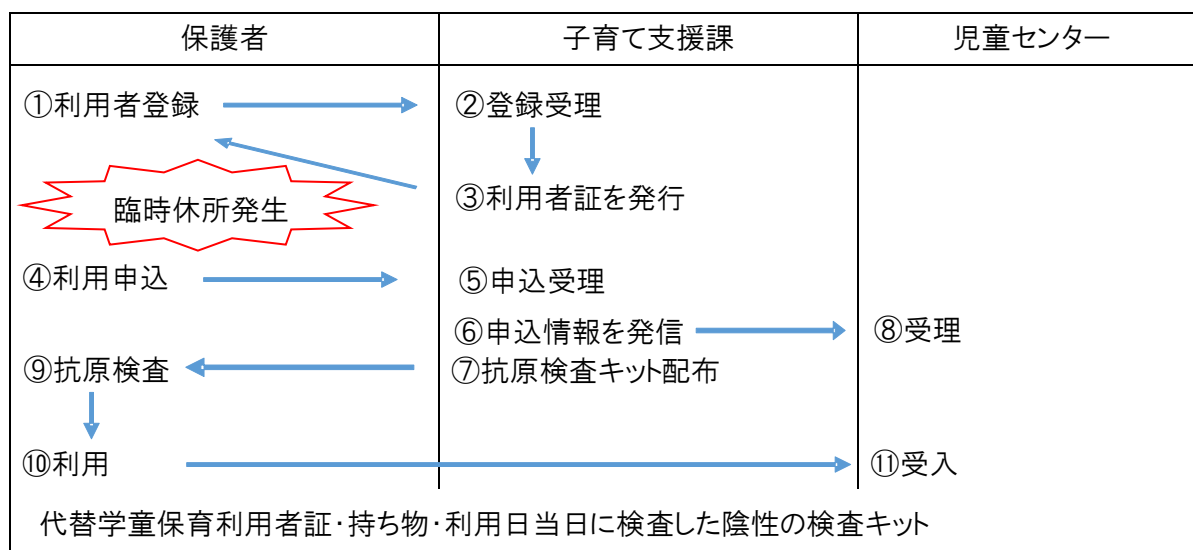 保護者 子育て支援課 児童センター
①利用者登録 ②登録受理
③利用者証を発行
臨時休所発生
④利用申込 ⑤申込受理
⑥申込情報を発信 ⑧受理
⑨抗原検査 ⑦抗原検査キット配布
⑩利用 ⑪受入
代替学童保育利用者証・持ち物・利用日当日に検査した陰性の検査キット